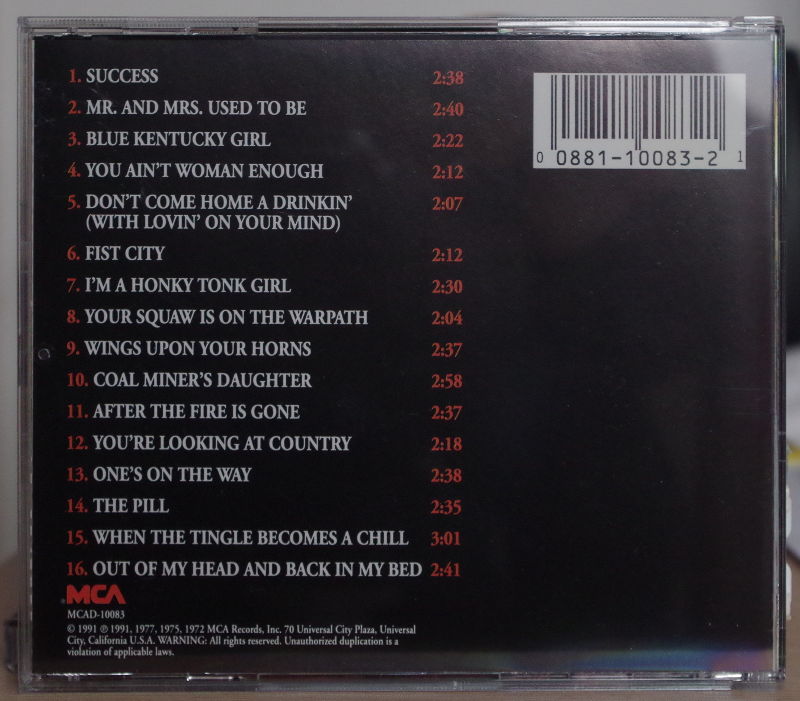 1. SUCCESS 2:38
2. MR. AND MRS. USED TO BE 2:40
3. BLUE KENTUCKY GIRL 2:22
4. YOU AIN'T WOMAN ENOUGH 2:12
5. DON'T COME HOME A DRINKIN' 2:07
(WITH LOVIN' ON YOUR MIND)
6. FIST CITY 2:12
7. I'M A HONKY TONK GIRL 2:30
8. YOUR SQUAW IS ON THE WARPATH 2:04
9. WINGS UPON YOUR HORNS 2:37
10. COAL MINER'S DAUGHTER 2:58
11. AFTER THE FIRE IS GONE 2:37
12. YOU'RE LOOKING AT COUNTRY 2:18
13. ONE'S ON THE WAY 2:38
14. THE PILL 2:35
15. WHEN THE TINGLE BECOMES A CHILL 3:01
16. OUT OF MY HEAD AND BACK IN MY BED 2:41
0 0881-10083-2 1
®MCA
MCAD-10083
© 1991 ℗ 1991, 1977, 1975, 1972 MCA Records, Inc. 70 Universal City Plaza, Universal
City, California U.S.A. WARNING: All rights reserved. Unauthorized duplication is a
violation of applicable laws.